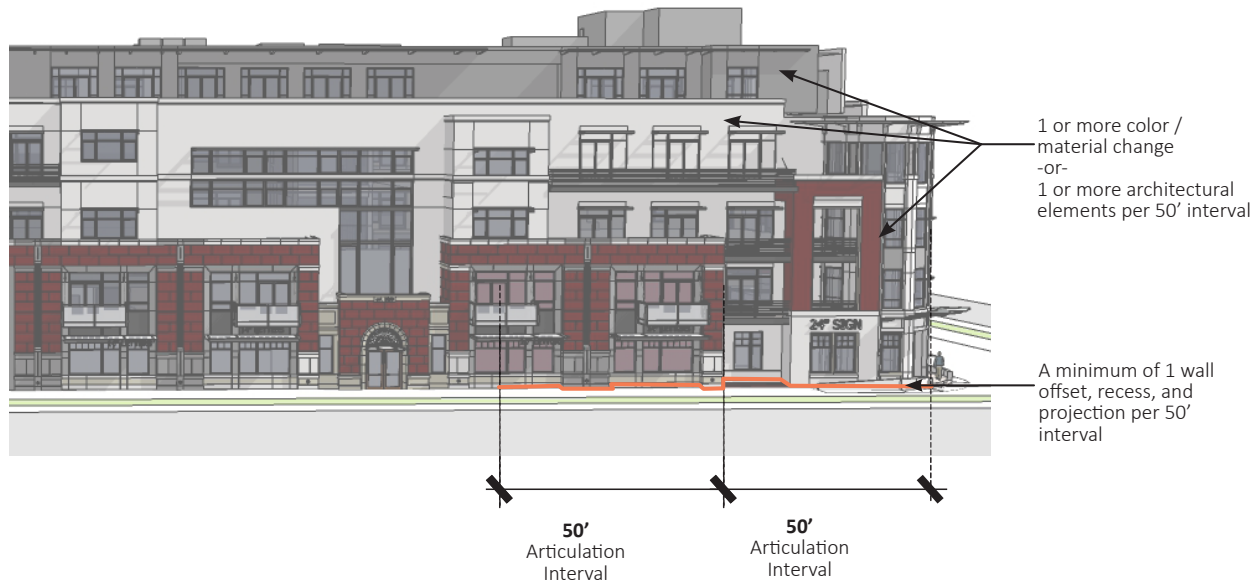 1 or more color /
material change
-or-
1 or more architectural
elements per 50’ interval
24" SIGN
A minimum of 1 wall
offset, recess, and
projection per 50’
interval
50’
Articulation
Interval
50’
Articulation
Interval